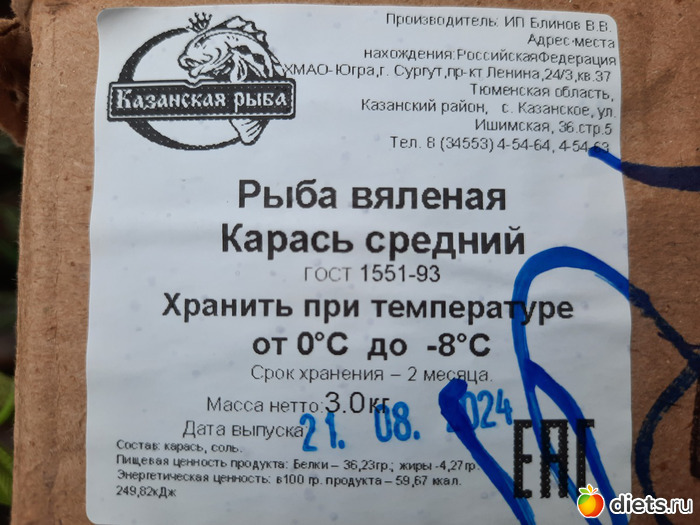 Производитель: ИП Блинов В.В.
Адрес-места
нахождения:РоссийскаяФедерация
ХМАО-Югра,г. Сургут,пр-кт Ленина,24/3,кв.37
Тюменская область,
Казанский район, с. Казанское, ул.
Ишимская, 36.стр.5
Тел. 8 (34553) 4-54-64, 4-54-63
Казанская рыба
Рыба вяленая
Карась средний
ГОСТ 1551-93
Хранить при температуре
от 0°С до -8°С
Срок хранения – 2 месяца.
Масса нетто:3.0кг
Дата выпуска 21. 08. 2024
Состав: карась, соль.
Пищевая ценность продукта: Белки – 36,23гр.; жиры -4,27гр.
Энергетическая ценность: в100 гр. продукта – 59,67 ккал.
249,82кДж
ЕАС
diets.ru